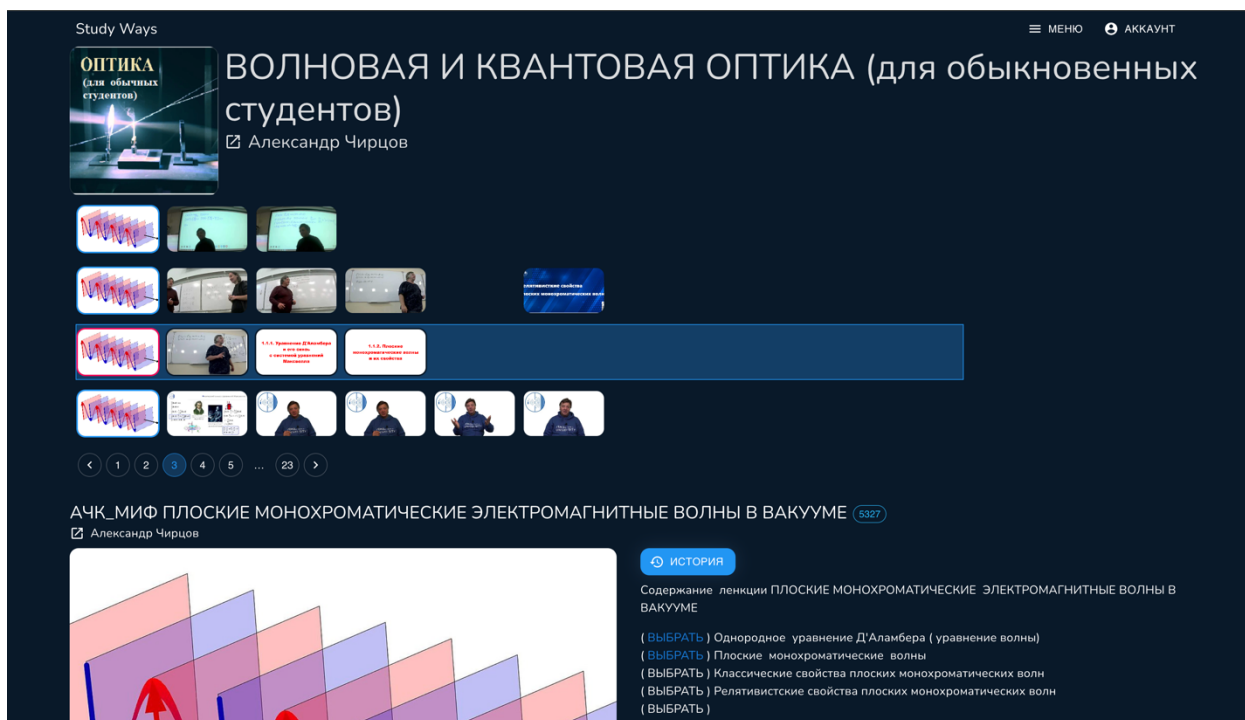 Study Ways
МЕНЮ
АККАУНТ
ОПТИКА
(для обычных
студентов)
ВОЛНОВАЯ И КВАНТОВАЯ ОПТИКА (для обыкновенных
студентов)
Александр Чирцов
свойства
монохроматических
1.1.1. Уравнение Д'Аламбера
и его связь
с системой уравнений
Максвелла
1.1.2. Плоские
монохроматические волны
и их свойства
1 2 3 4 5 ... 23
АЧК_МИФ ПЛОСКИЕ МОНОХРОМАТИЧЕСКИЕ ЭЛЕКТРОМАГНИТНЫЕ ВОЛНЫ В ВАКУУМЕ 5327
Александр Чирцов
ИСТОРИЯ
Содержание ленкции ПЛОСКИЕ МОНОХРОМАТИЧЕСКИЕ ЭЛЕКТРОМАГНИТНЫЕ ВОЛНЫ В
ВАКУУМЕ
( ВЫБРАТЬ ) Однородное уравнение Д'Аламбера ( уравнение волны)
( ВЫБРАТЬ ) Плоские монохроматические волны
( ВЫБРАТЬ ) Классические свойства плоских монохроматических волн
( ВЫБРАТЬ ) Релятивистские свойства плоских монохроматических волн
( ВЫБРАТЬ )